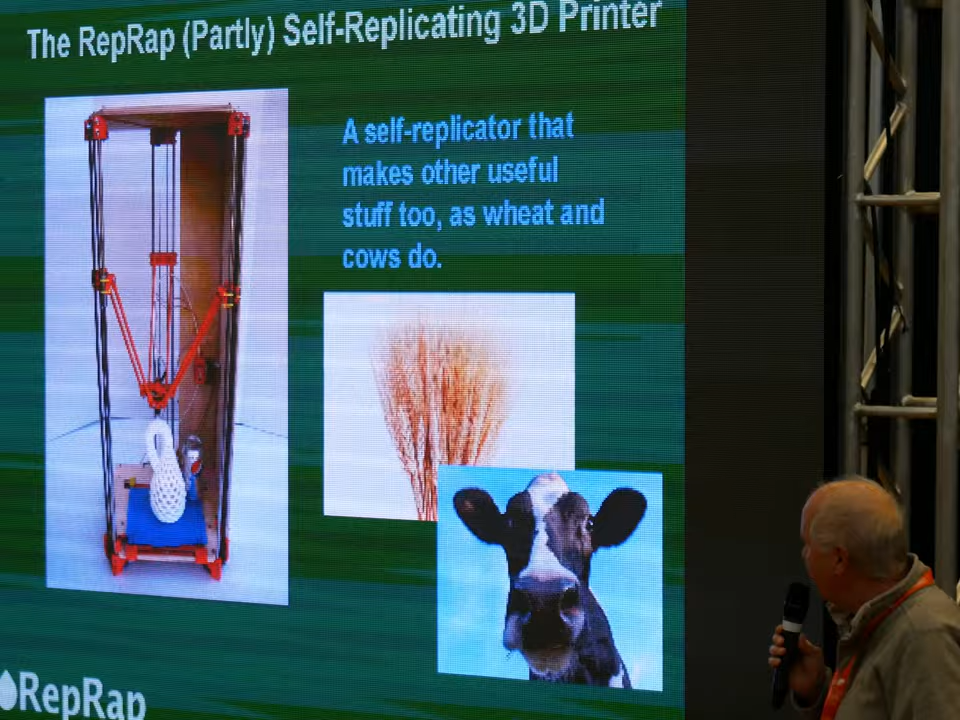 The RepRap (Partly) Self-Replicating 3D Printer
A self-replicator that
makes other useful
stuff too, as wheat and
cows do.
RepRap